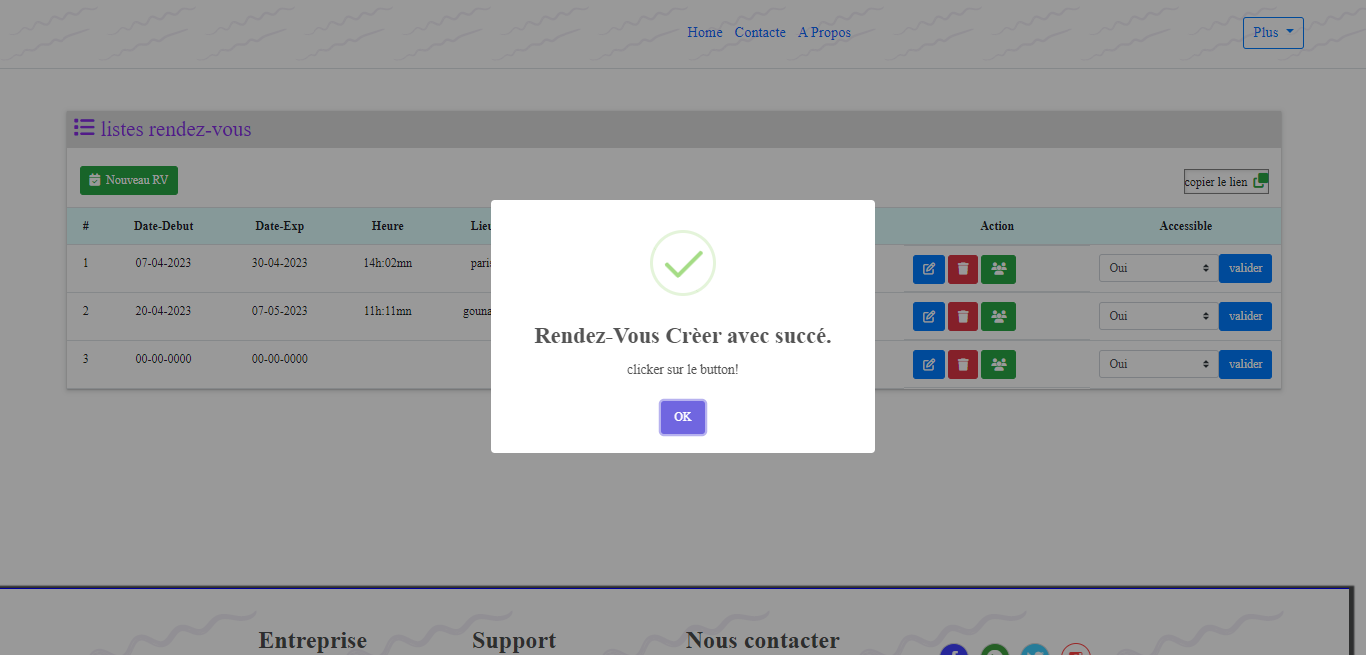 Home Contacte A Propos Plus
listes rendez-vous
Nouveau RV copier le lien
# Date-Debut Date-Exp Heure Action Accessible
1 07-04-2023 30-04-2023 14h:02mn Oui valider
2 20-04-2023 07-05-2023 11h:11mn Oui valider
3 00-00-0000 00-00-0000 Oui valider
Rendez-Vous Crèer avec succé.
clicker sur le button!
OK
Entreprise Support Nous contacter